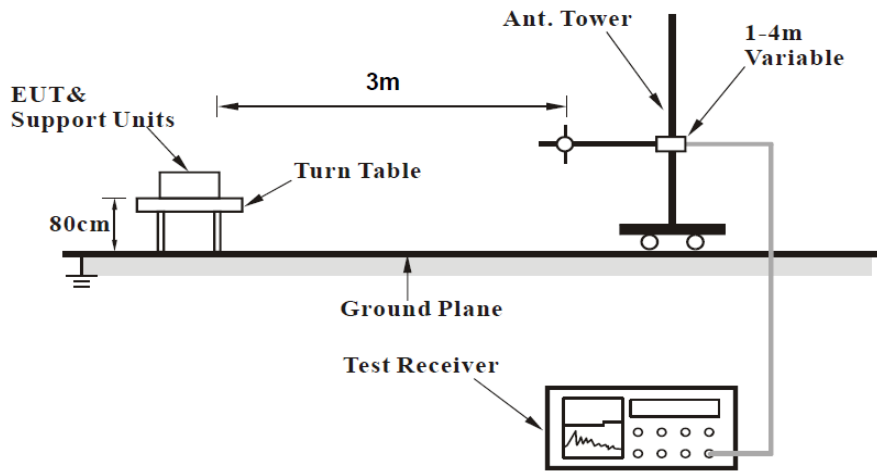 Ant. Tower
1-4m
Variable
3m
EUT&
Support Units
Turn Table
80cm
Ground Plane
Test Receiver